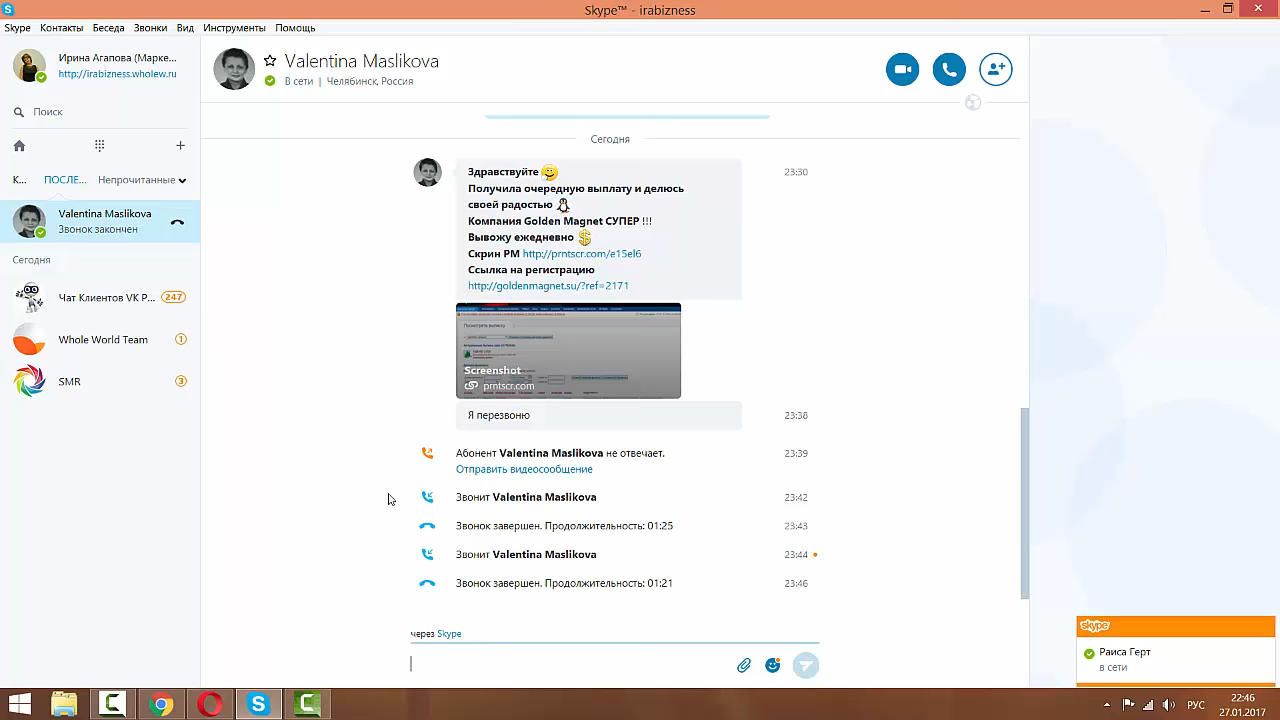 Skype™ - irabizness
Skype Контакты Беседа Звонки Вид Инструменты Помощь
Ирина Агапова (Марке...
http://irabizness.wholew.ru
Поиск
К... ПОСЛЕ... Непрочитанные
Valentina Maslikova
Звонок закончен
Сегодня
Чат Клиентов VK P... 247
Whole World Team 1
SMR 3
Valentina Maslikova
В сети | Челябинск, Россия
Сегодня
Здравствуйте 23:30
Получила очередную выплату и делюсь
своей радостью
Компания Golden Magnet СУПЕР !!!
Вывожу ежедневно
Скрин PM http://prntscr.com/e15el6
Ссылка на регистрацию
http://goldenmagnet.su/?ref=2171
Screenshot
prntscr.com
Я перезвоню 23:38
Абонент Valentina Maslikova не отвечает. 23:39
Отправить видеосообщение
Звонит Valentina Maslikova 23:42
Звонок завершен. Продолжительность: 01:25 23:43
Звонит Valentina Maslikova 23:44
Звонок завершен. Продолжительность: 01:21 23:46
через Skype
skype
Раиса Герт
в сети
РУС
22:46
27.01.2017